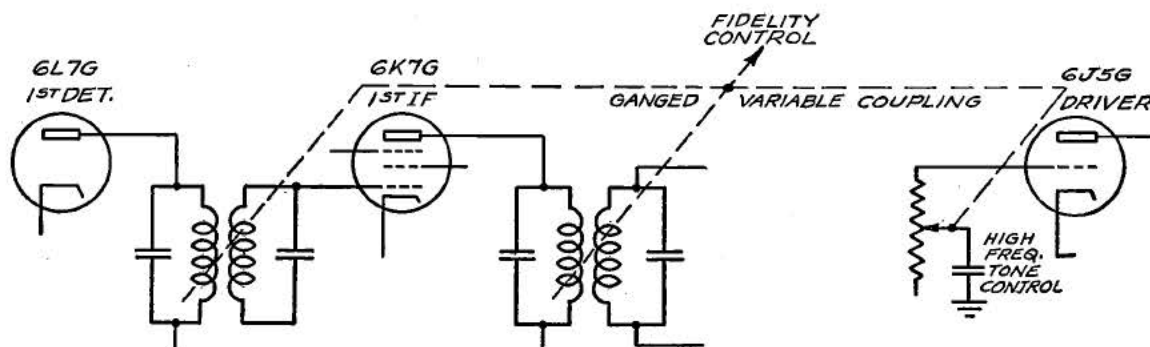 FIDELITY
CONTROL
6L7G
1ST DET.
6K7G
1ST IF
GANGED VARIABLE COUPLING
6J5G
DRIVER
HIGH
FREQ.
TONE
CONTROL